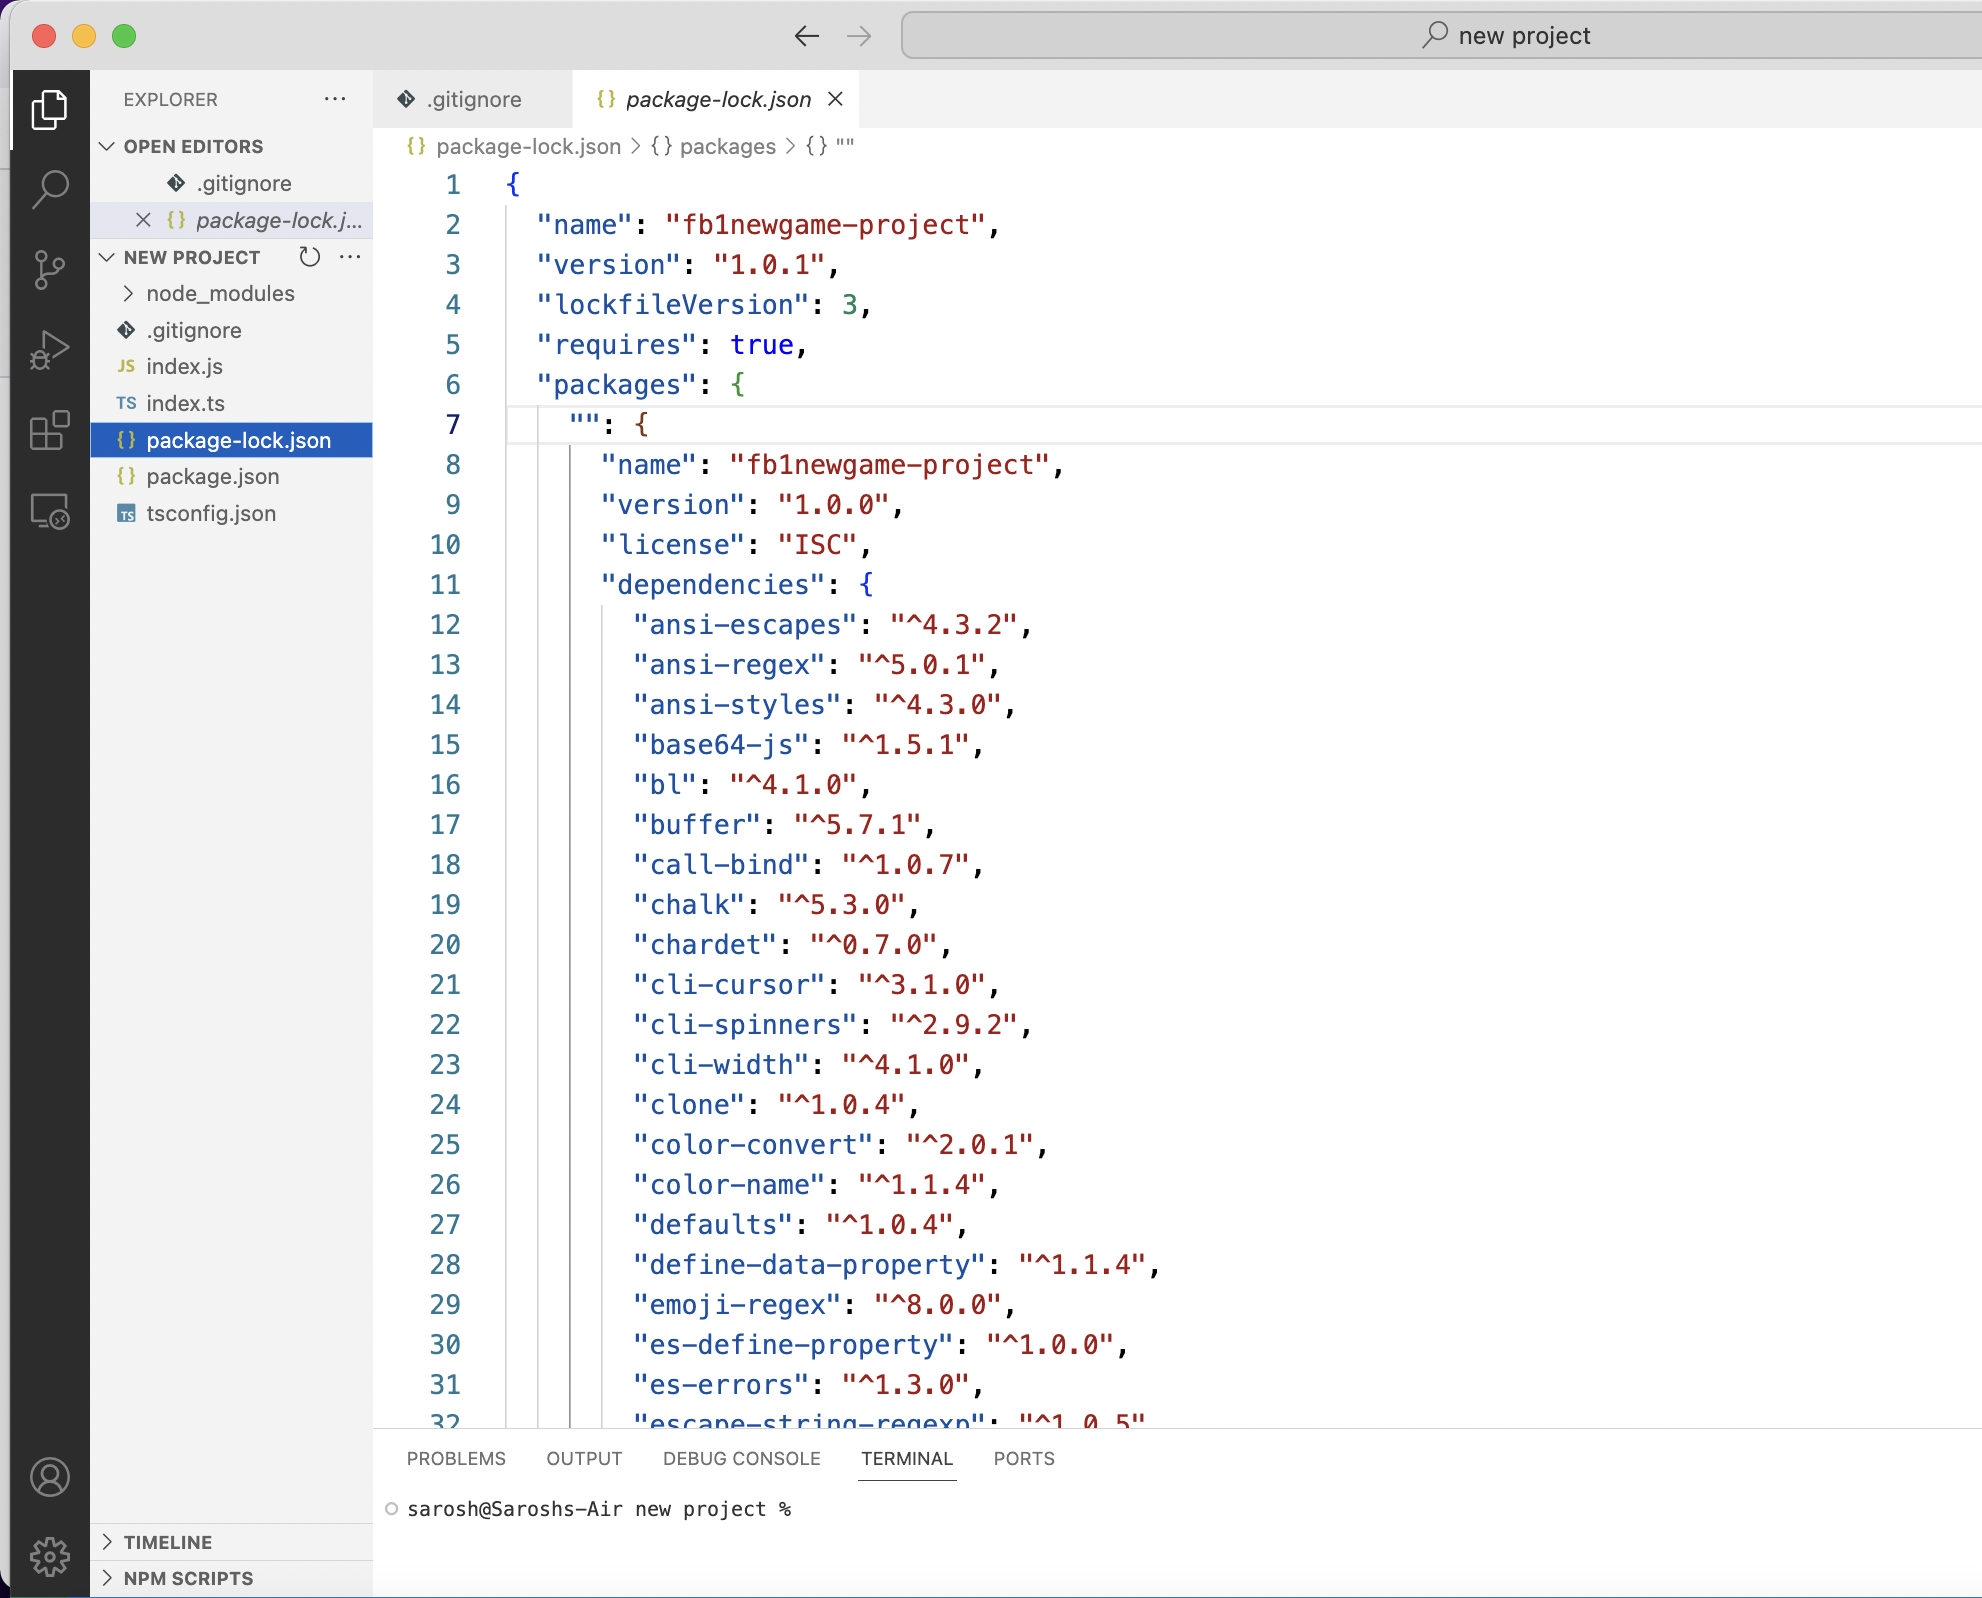 new project
EXPLORER
.gitignore
package-lock.json
OPEN EDITORS
.gitignore
package-lock.j...
NEW PROJECT
node_modules
.gitignore
JS index.js
TS index.ts
{} package-lock.json
{} package.json
TS tsconfig.json
{} package-lock.json > {} packages > {} ""
1 {
2 "name": "fb1newgame-project",
3 "version": "1.0.1",
4 "lockfileVersion": 3,
5 "requires": true,
6 "packages": {
7 "": {
8 "name": "fb1newgame-project",
9 "version": "1.0.0",
10 "license": "ISC",
11 "dependencies": {
12 "ansi-escapes": "^4.3.2",
13 "ansi-regex": "^5.0.1",
14 "ansi-styles": "^4.3.0",
15 "base64-js": "^1.5.1",
16 "bl": "^4.1.0",
17 "buffer": "^5.7.1",
18 "call-bind": "^1.0.7",
19 "chalk": "^5.3.0",
20 "chardet": "^0.7.0",
21 "cli-cursor": "^3.1.0",
22 "cli-spinners": "^2.9.2",
23 "cli-width": "^4.1.0",
24 "clone": "^1.0.4",
25 "color-convert": "^2.0.1",
26 "color-name": "^1.1.4",
27 "defaults": "^1.0.4",
28 "define-data-property": "^1.1.4",
29 "emoji-regex": "^8.0.0",
30 "es-define-property": "^1.0.0",
31 "es-errors": "^1.3.0",
32 "escape-string-regexp": "^1.0.5"
PROBLEMS OUTPUT DEBUG CONSOLE TERMINAL PORTS
sarosh@Saroshs-Air new project %
TIMELINE
NPM SCRIPTS